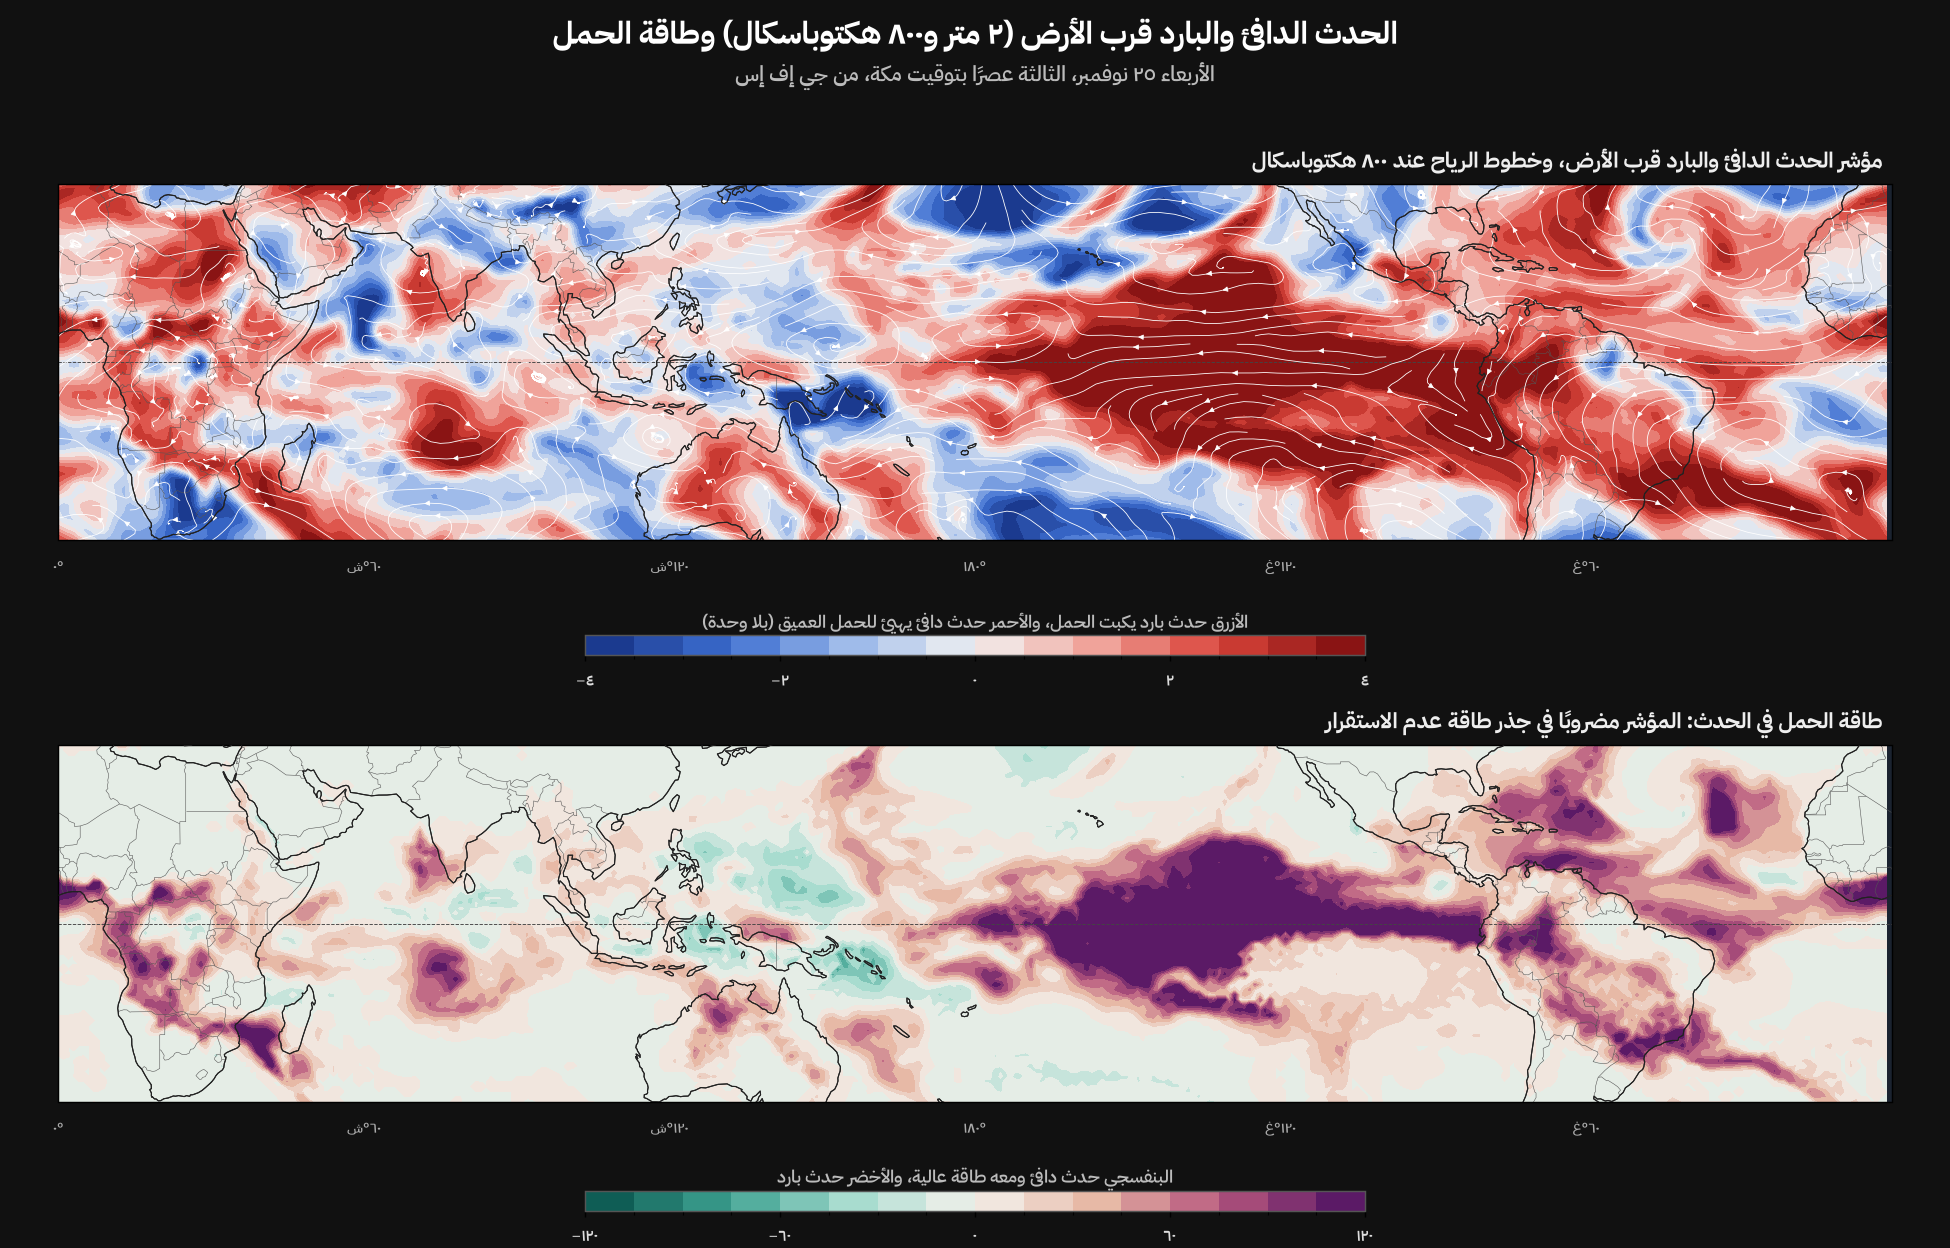 الحدث الدافئ والبارد قرب الأرض (٢ متر و٨٠٠ هكتوباسكال) وطاقة الحمل
الأربعاء ٢٥ نوفمبر، الثالثة عصرًا بتوقيت مكة، من جي إف إس
مؤشر الحدث الدافئ والبارد قرب الأرض، وخطوط الرياح عند ٨٠٠ هكتوباسكال
٠° ٦٠°ش ١٢٠°ش ١٨٠° ١٢٠°غ ٦٠°غ
الأزرق حدث بارد يكبت الحمل، والأحمر حدث دافئ يهيئ للحمل العميق (بلا وحدة)
−٤ −٢ ٠ ٢ ٤
طاقة الحمل في الحدث: المؤشر مضروبًا في جذر طاقة عدم الاستقرار
٠° ٦٠°ش ١٢٠°ش ١٨٠° ١٢٠°غ ٦٠°غ
البنفسجي حدث دافئ ومعه طاقة عالية، والأخضر حدث بارد
−١٢٠ −٦٠ ٠ ٦٠ ١٢٠